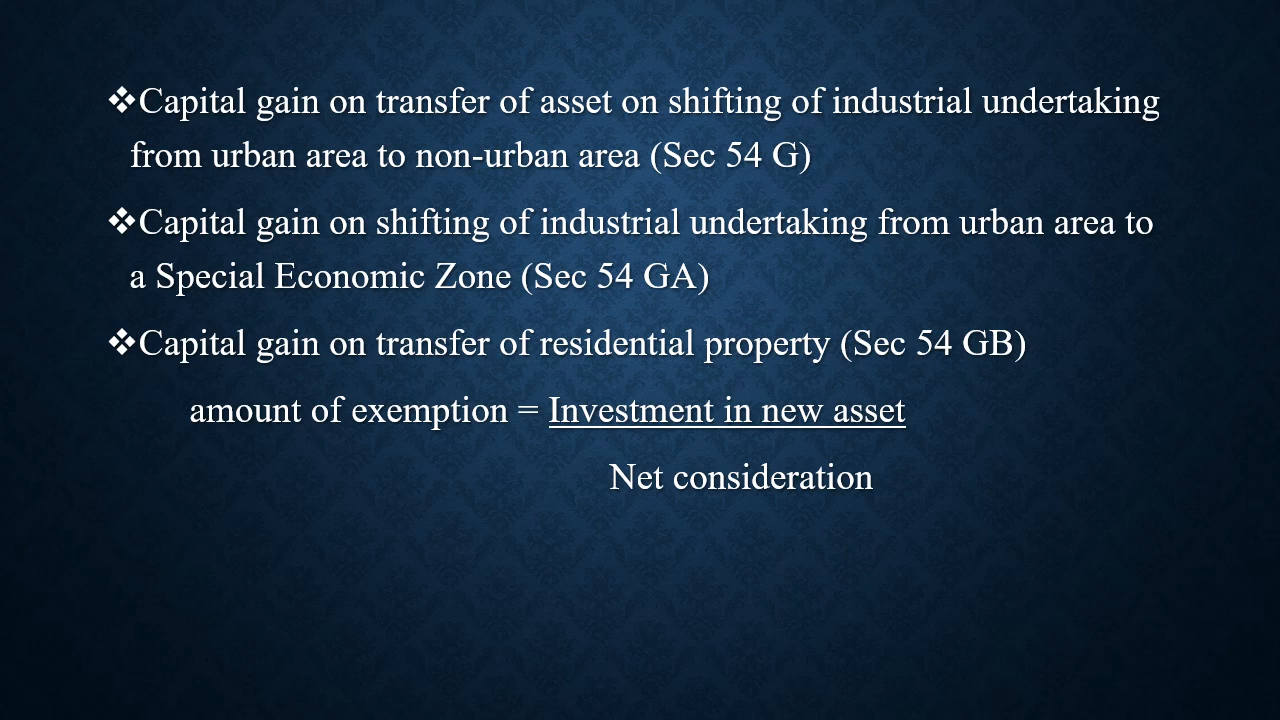 ❖Capital gain on transfer of asset on shifting of industrial undertaking
from urban area to non-urban area (Sec 54 G)
❖Capital gain on shifting of industrial undertaking from urban area to
a Special Economic Zone (Sec 54 GA)
❖Capital gain on transfer of residential property (Sec 54 GB)
amount of exemption = Investment in new asset
Net consideration